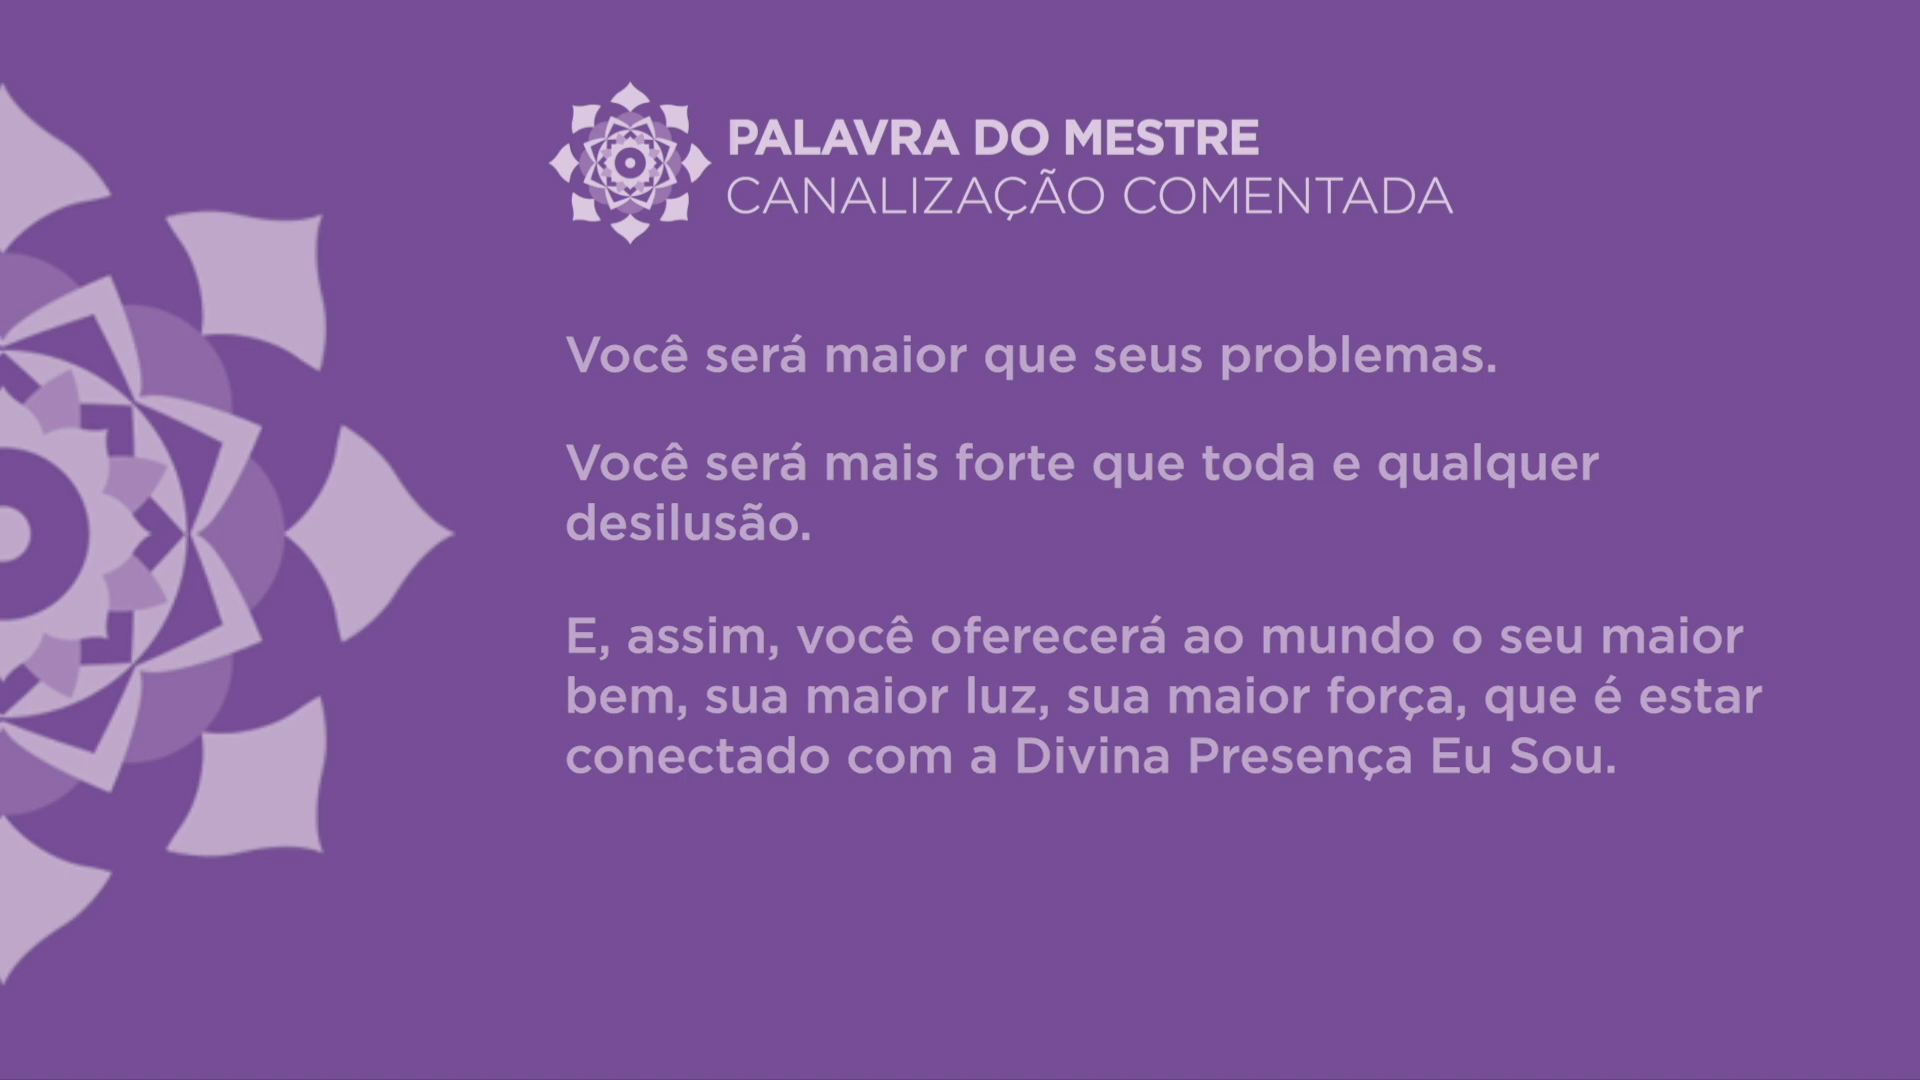 PALAVRA DO MESTRE
CANALIZAÇÃO COMENTADA
Você será maior que seus problemas.
Você será mais forte que toda e qualquer
desilusão.
E, assim, você oferecerá ao mundo o seu maior
bem, sua maior luz, sua maior força, que é estar
conectado com a Divina Presença Eu Sou.